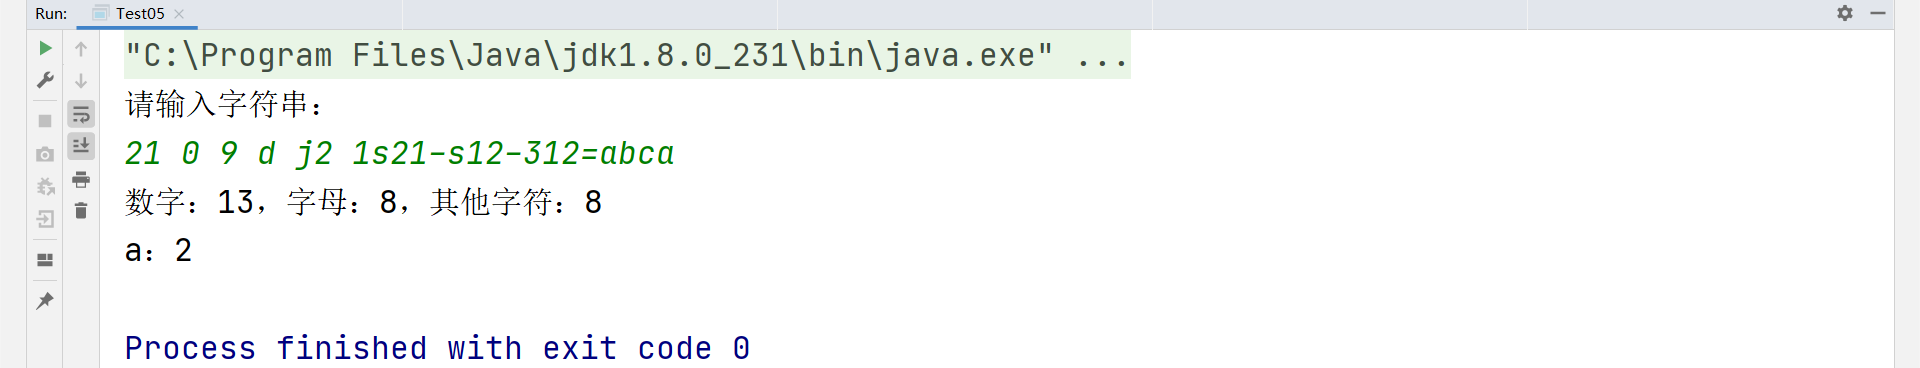 Run: Test05
"C:\Program Files\Java\jdk1.8.0_231\bin\java.exe" ...
请输入字符串：
21 0 9 d j2 1s21-s12-312=abca
数字：13，字母：8，其他字符：8
a：2
Process finished with exit code 0